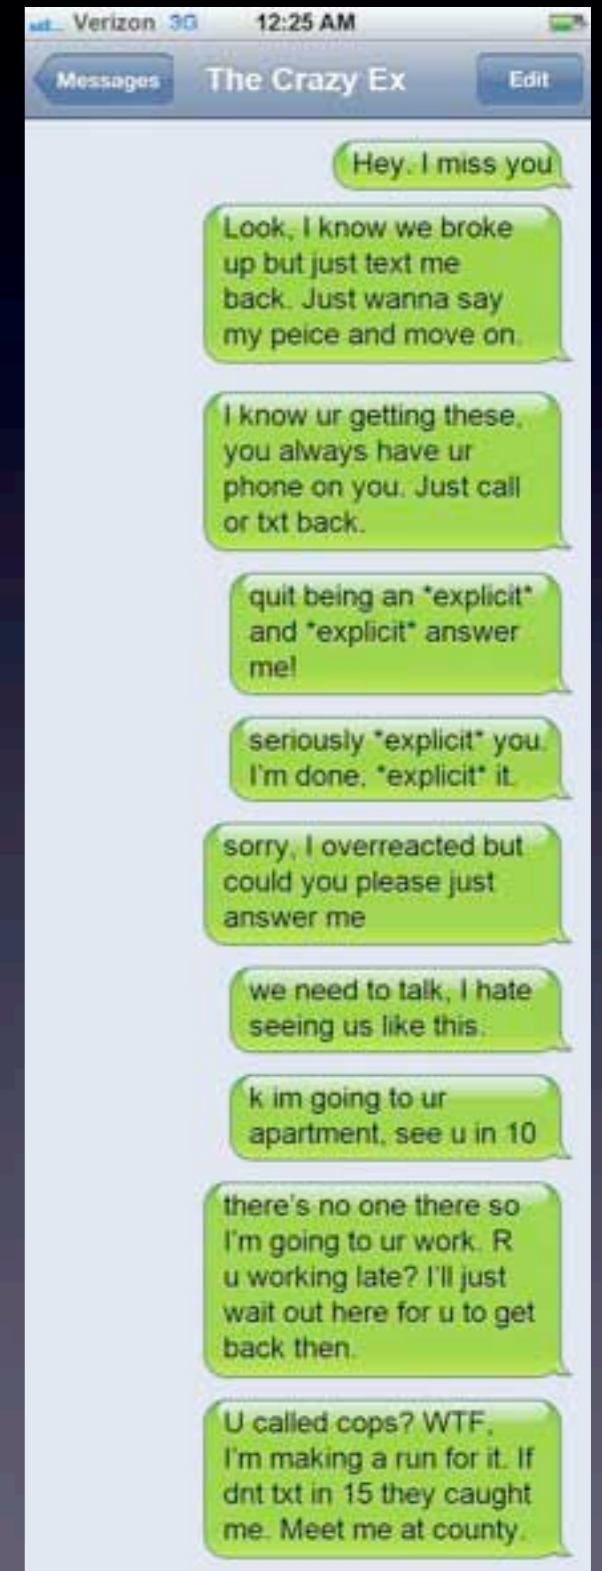 Verizon 3G 12:25 AM
Messages The Crazy Ex Edit
Hey. I miss you
Look, I know we broke
up but just text me
back. Just wanna say
my peice and move on.
I know ur getting these,
you always have ur
phone on you. Just call
or txt back.
quit being an *explicit*
and *explicit* answer
me!
seriously *explicit* you.
I'm done, *explicit* it.
sorry, I overreacted but
could you please just
answer me
we need to talk, I hate
seeing us like this.
k im going to ur
apartment, see u in 10
there's no one there so
I'm going to ur work. R
u working late? I'll just
wait out here for u to get
back then.
U called cops? WTF,
I'm making a run for it. If
dnt txt in 15 they caught
me. Meet me at county.